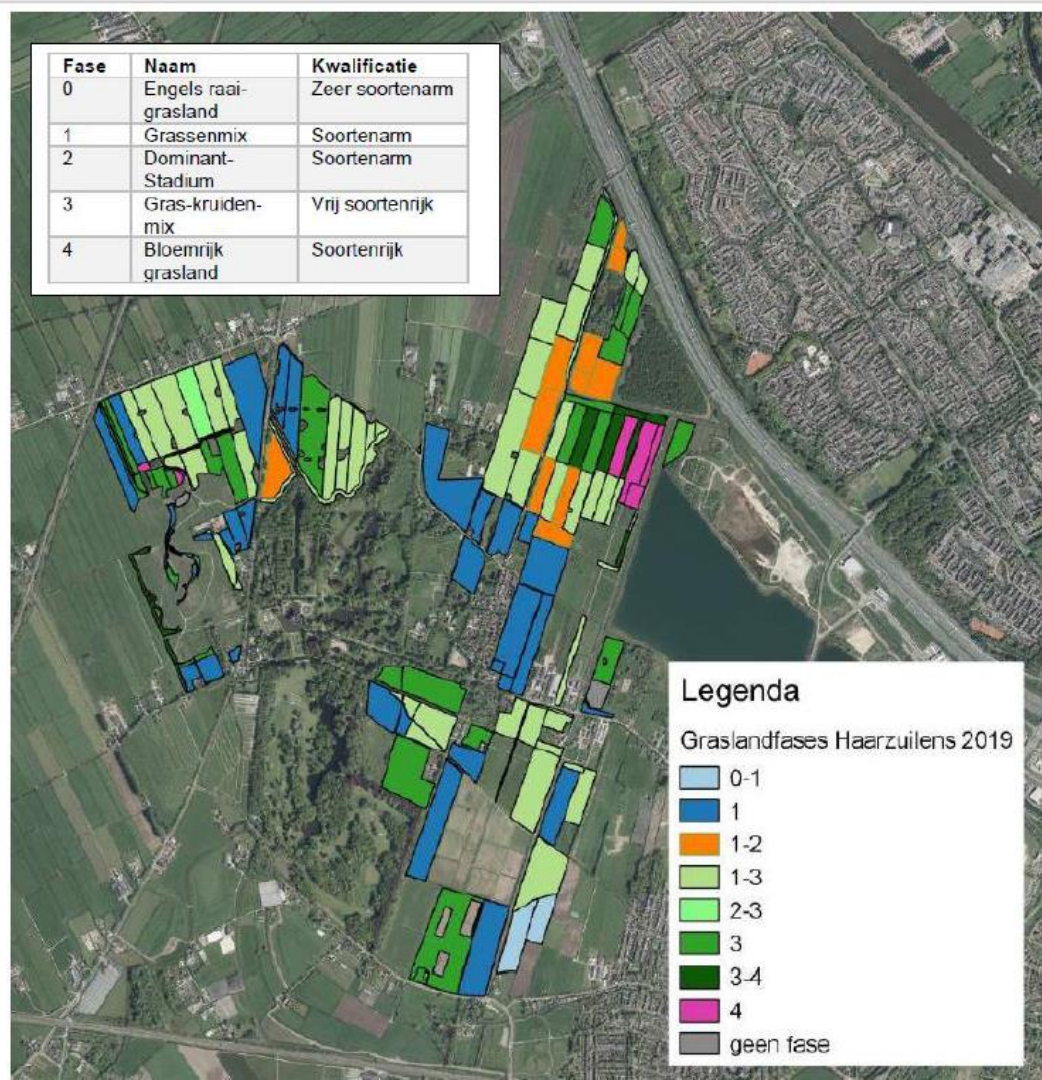 Fase Naam Kwalificatie
0 Engels raai- Zeer soortenarm
grasland
1 Grassenmix Soortenarm
2 Dominant- Soortenarm
Stadium
3 Gras-kruiden- Vrij soortenrijk
mix
4 Bloemrijk Soortenrijk
grasland
Legenda
Graslandfases Haarzuilens 2019
0-1
1
1-2
1-3
2-3
3
3-4
4
geen fase